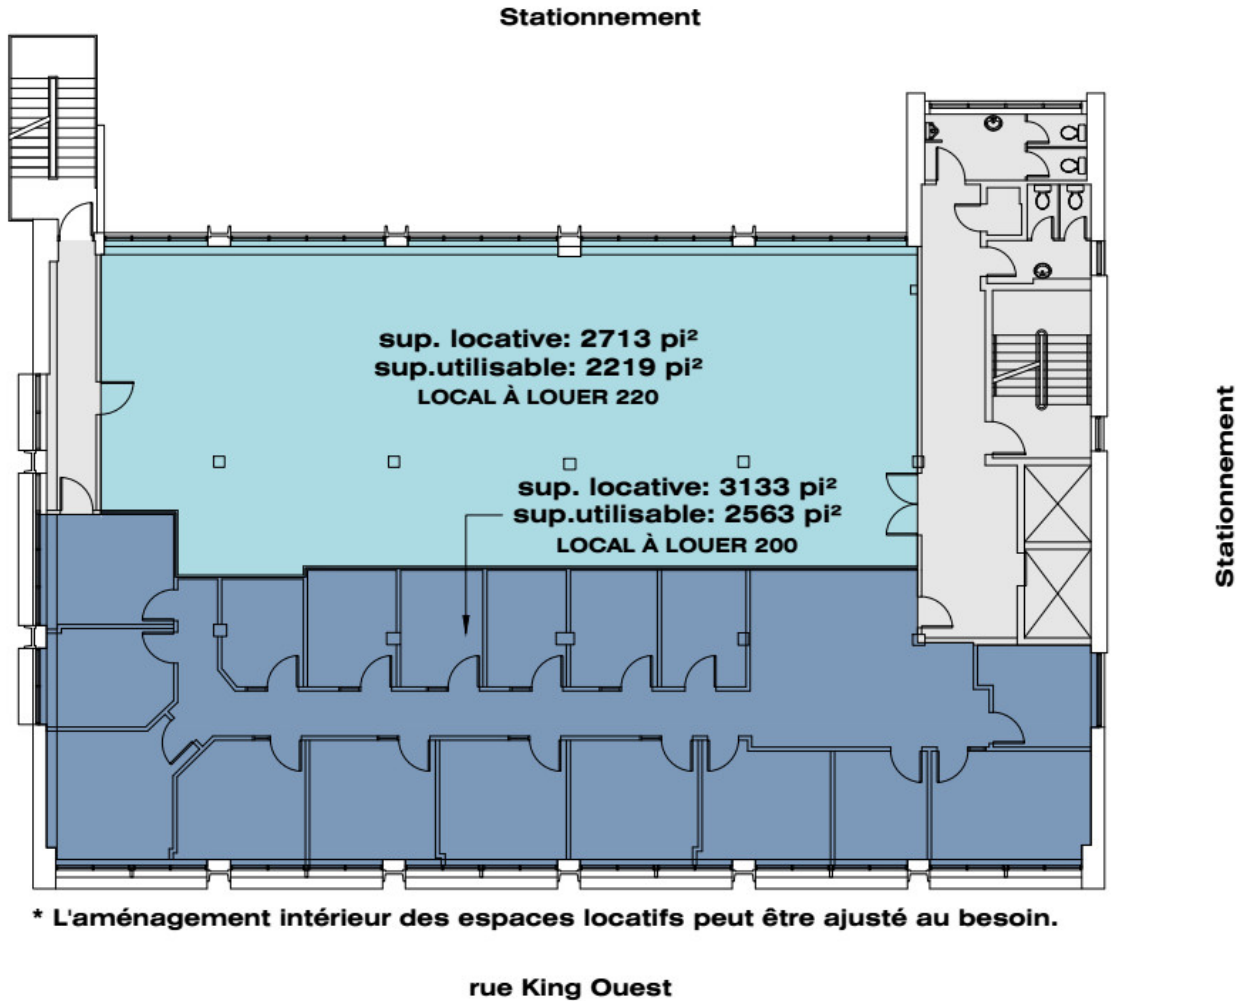 Stationnement
sup. locative: 2713 pi²
sup.utilisable: 2219 pi²
LOCAL À LOUER 220
sup. locative: 3133 pi²
sup.utilisable: 2563 pi²
LOCAL À LOUER 200
Stationnement
* L'aménagement intérieur des espaces locatifs peut être ajusté au besoin.
rue King Ouest